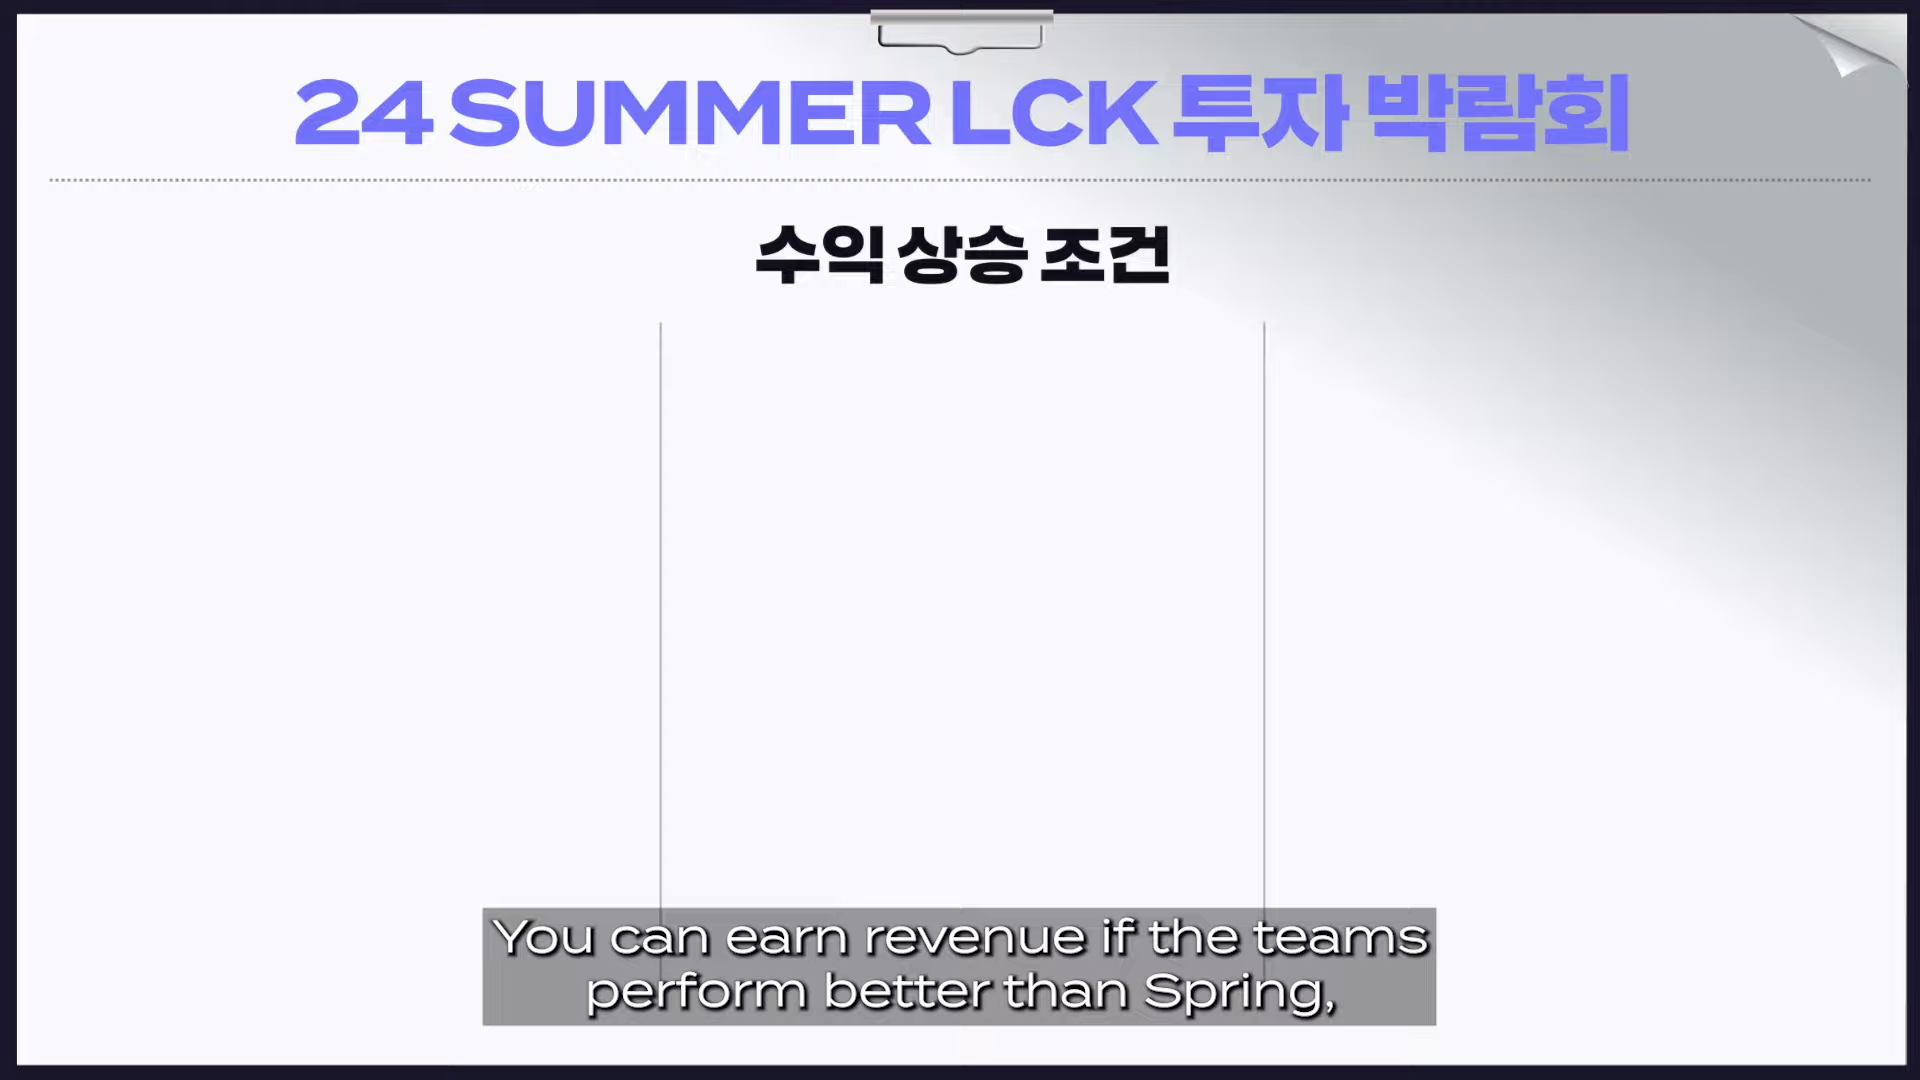 24 SUMMER LCK 투자 박람회
수익 상승 조건
You can earn revenue if the teams
perform better than Spring,